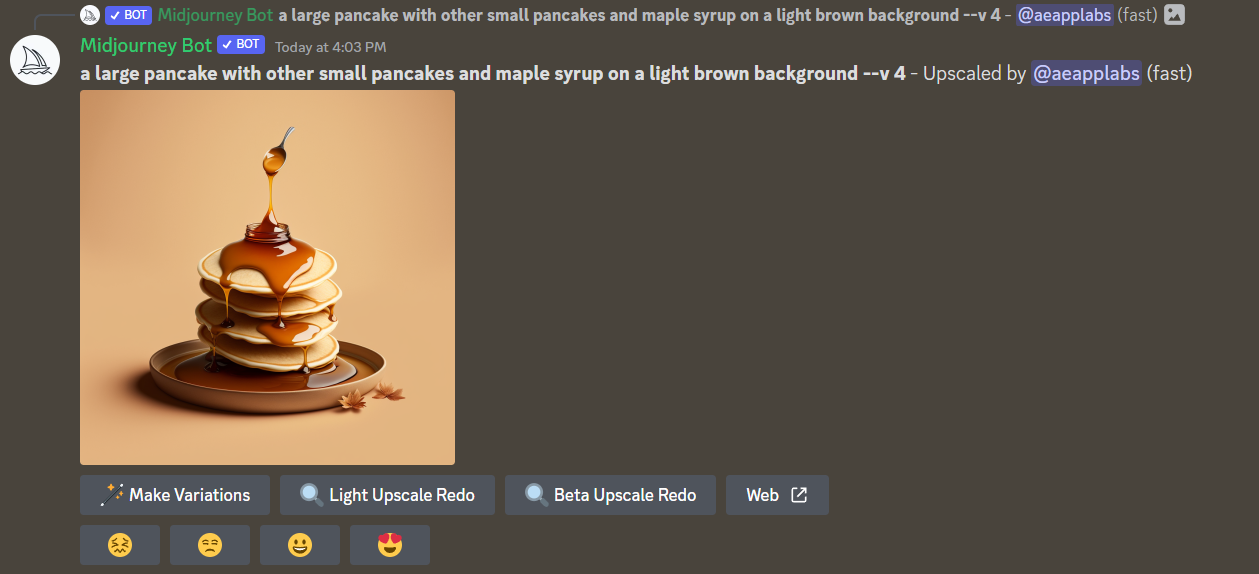 ✓ BOT Midjourney Bot a large pancake with other small pancakes and maple syrup on a light brown background --v 4 - @aeapplabs (fast)
Midjourney Bot ✓ BOT Today at 4:03 PM
a large pancake with other small pancakes and maple syrup on a light brown background --v 4 - Upscaled by @aeapplabs (fast)
Make Variations Light Upscale Redo Beta Upscale Redo Web